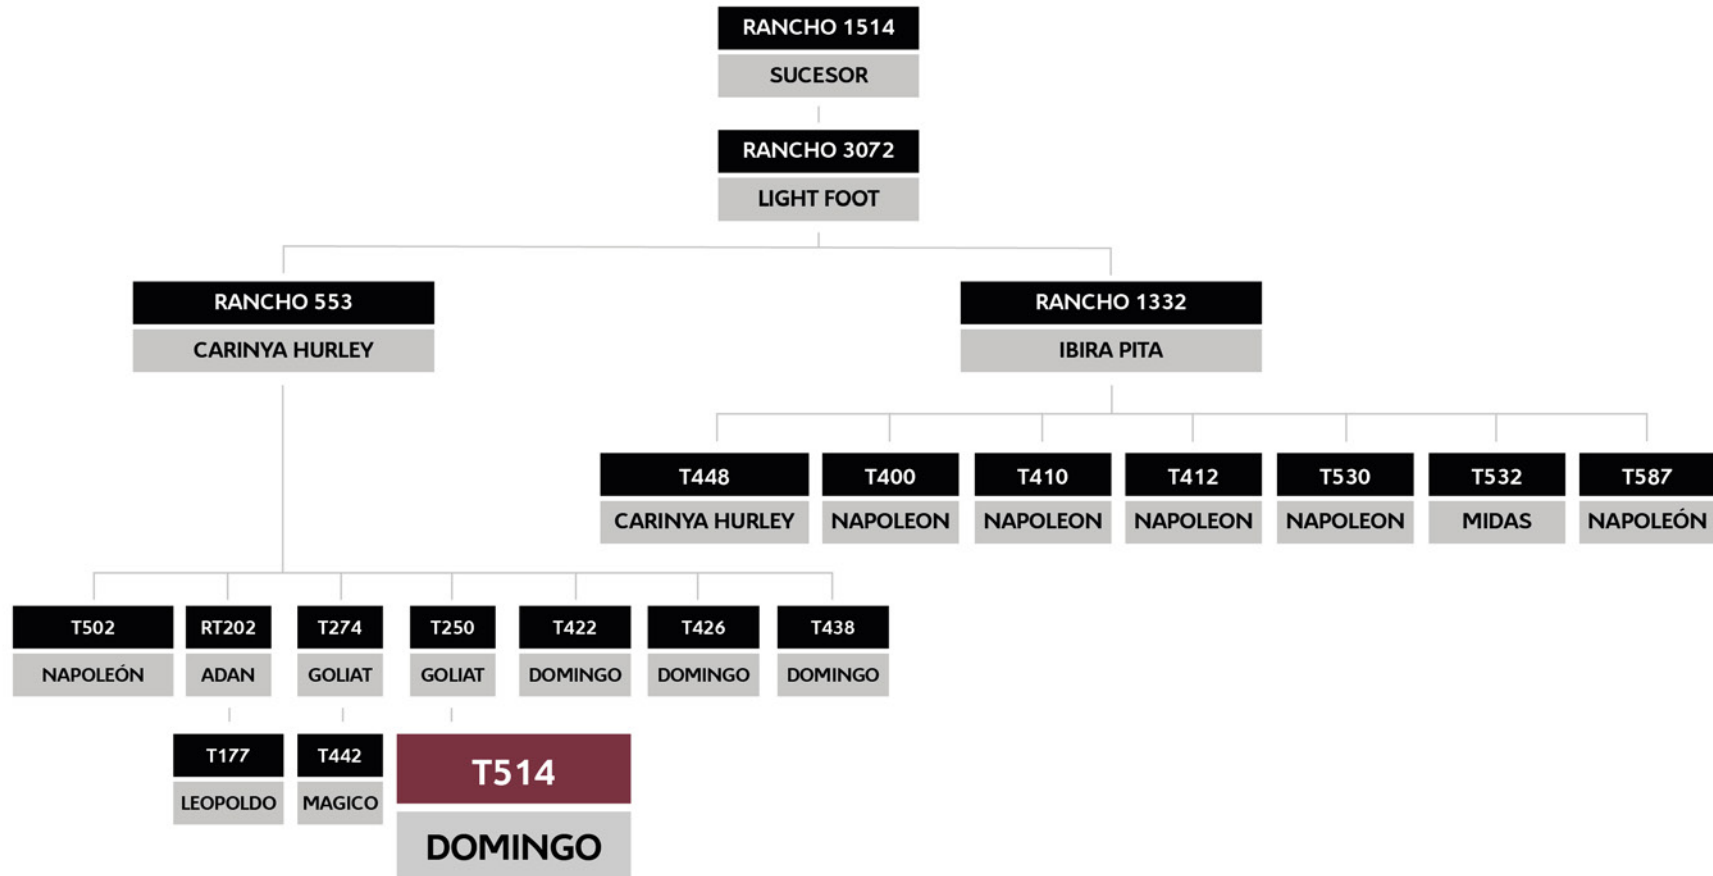 RANCHO 1514
SUCESOR
RANCHO 3072
LIGHT FOOT
RANCHO 553
CARINYA HURLEY
RANCHO 1332
IBIRA PITA
T448
CARINYA HURLEY
T400
NAPOLEON
T410
NAPOLEON
T412
NAPOLEON
T530
NAPOLEON
T532
MIDAS
T587
NAPOLEÓN
T502
NAPOLEÓN
RT202
ADAN
T274
GOLIAT
T250
GOLIAT
T422
DOMINGO
T426
DOMINGO
T438
DOMINGO
T177
LEOPOLDO
T442
MAGICO
T514
DOMINGO